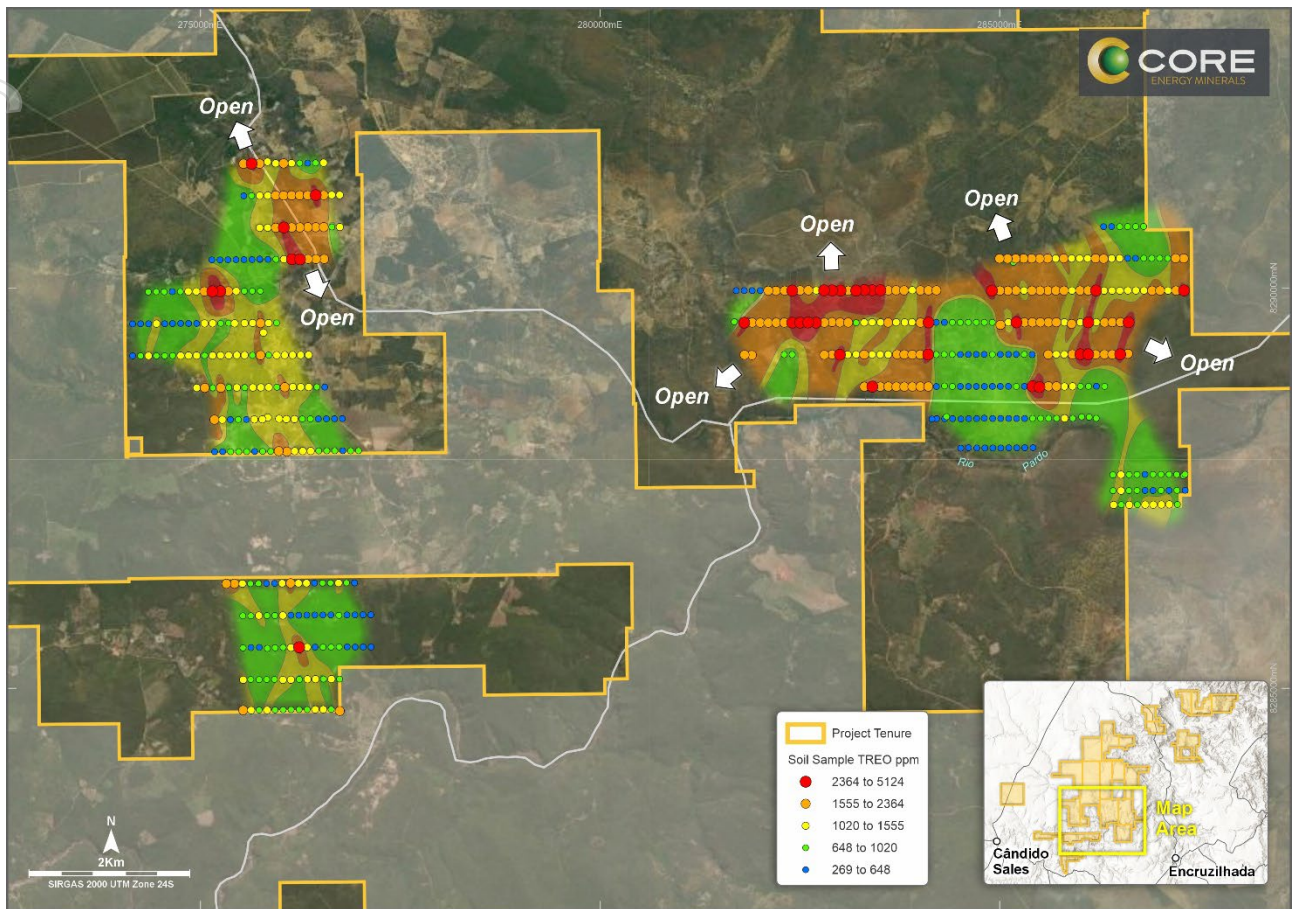 275000mE
280000mE
285000mE
CORE
ENERGY MINERALS
Open
Open
Open
Open
8290000mN
Open
Open
Rio
Pardo
8285000mN
Project Tenure
Soil Sample TREO ppm
2364 to 5124
1555 to 2364
1020 to 1555
648 to 1020
269 to 648
N
2Km
SIRGAS 2000 UTM Zone 24S
Map
Area
Cândido
Sales
Encruzilhada